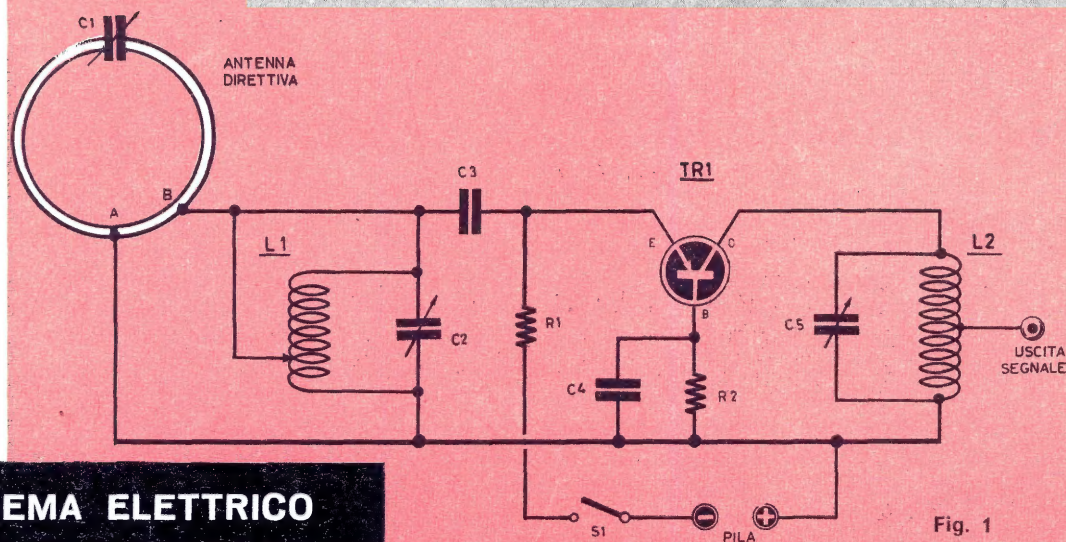 C1
ANTENNA
DIRETTIVA
A
B
L1
C2
C3
R1
TR1
E
C
B
C4
R2
C5
L2
USCITA
SEGNALE
S1
PILA
EMA ELETTRICO
Fig. 1